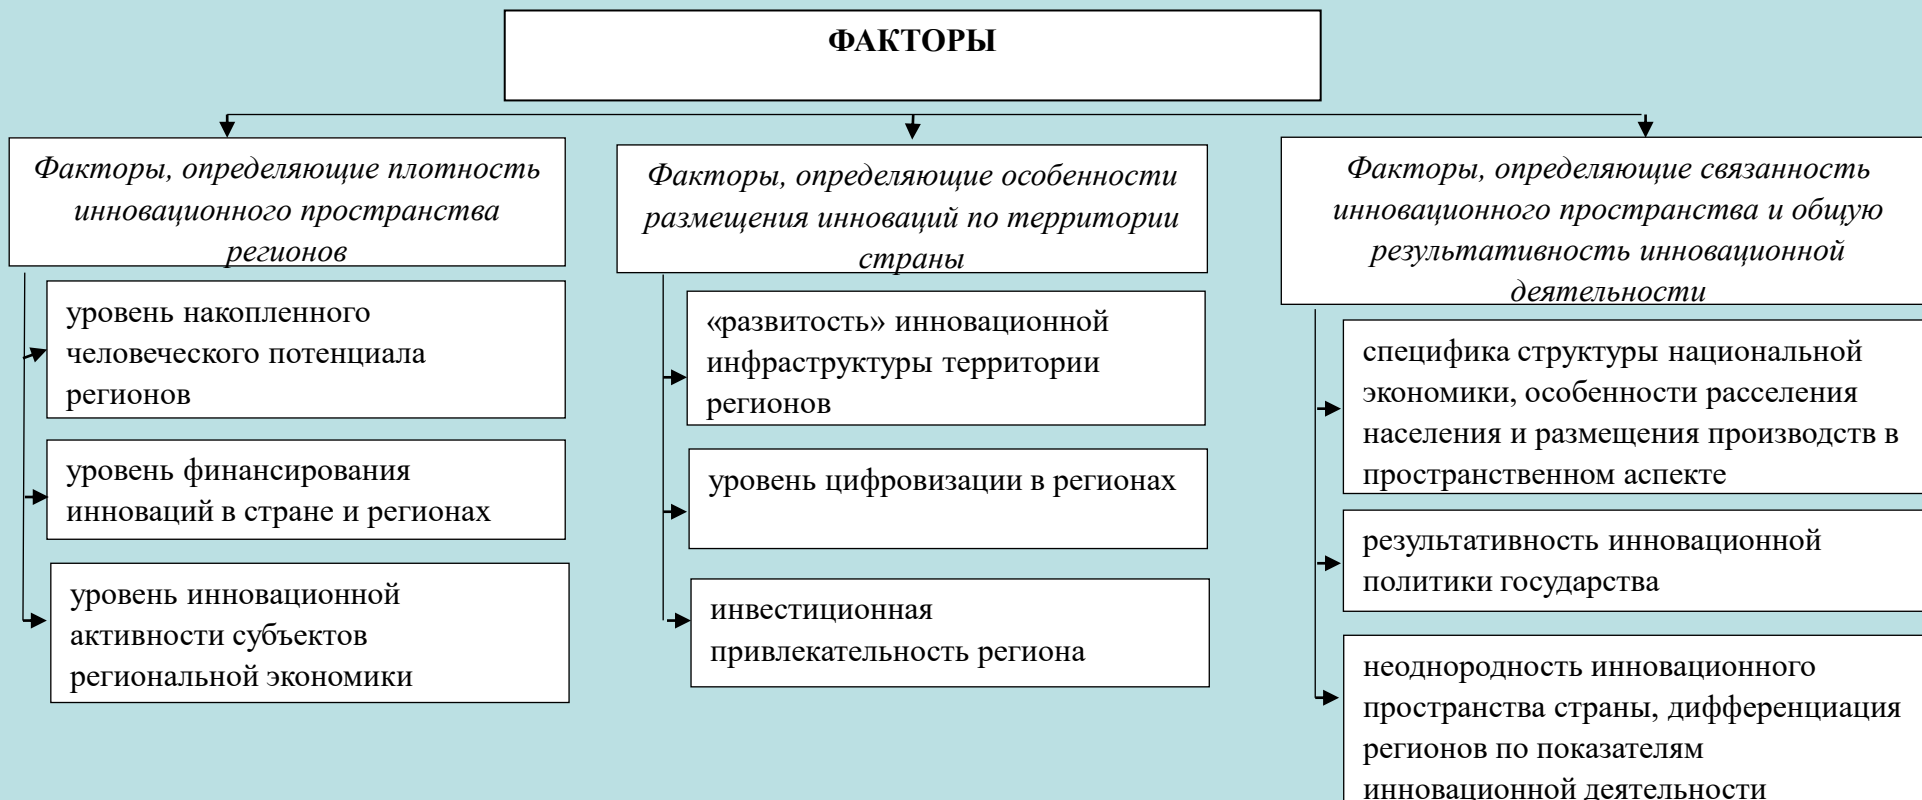 ФАКТОРЫ
Факторы, определяющие плотность
инновационного пространства
регионов
уровень накопленного
человеческого потенциала
регионов
уровень финансирования
инноваций в стране и регионах
уровень инновационной
активности субъектов
региональной экономики
Факторы, определяющие особенности
размещения инноваций по территории
страны
«развитость» инновационной
инфраструктуры территории
регионов
уровень цифровизации в регионах
инвестиционная
привлекательность региона
Факторы, определяющие связанность
инновационного пространства и общую
результативность инновационной
деятельности
специфика структуры национальной
экономики, особенности расселения
населения и размещения производств в
пространственном аспекте
результативность инновационной
политики государства
неоднородность инновационного
пространства страны, дифференциация
регионов по показателям
инновационной деятельности